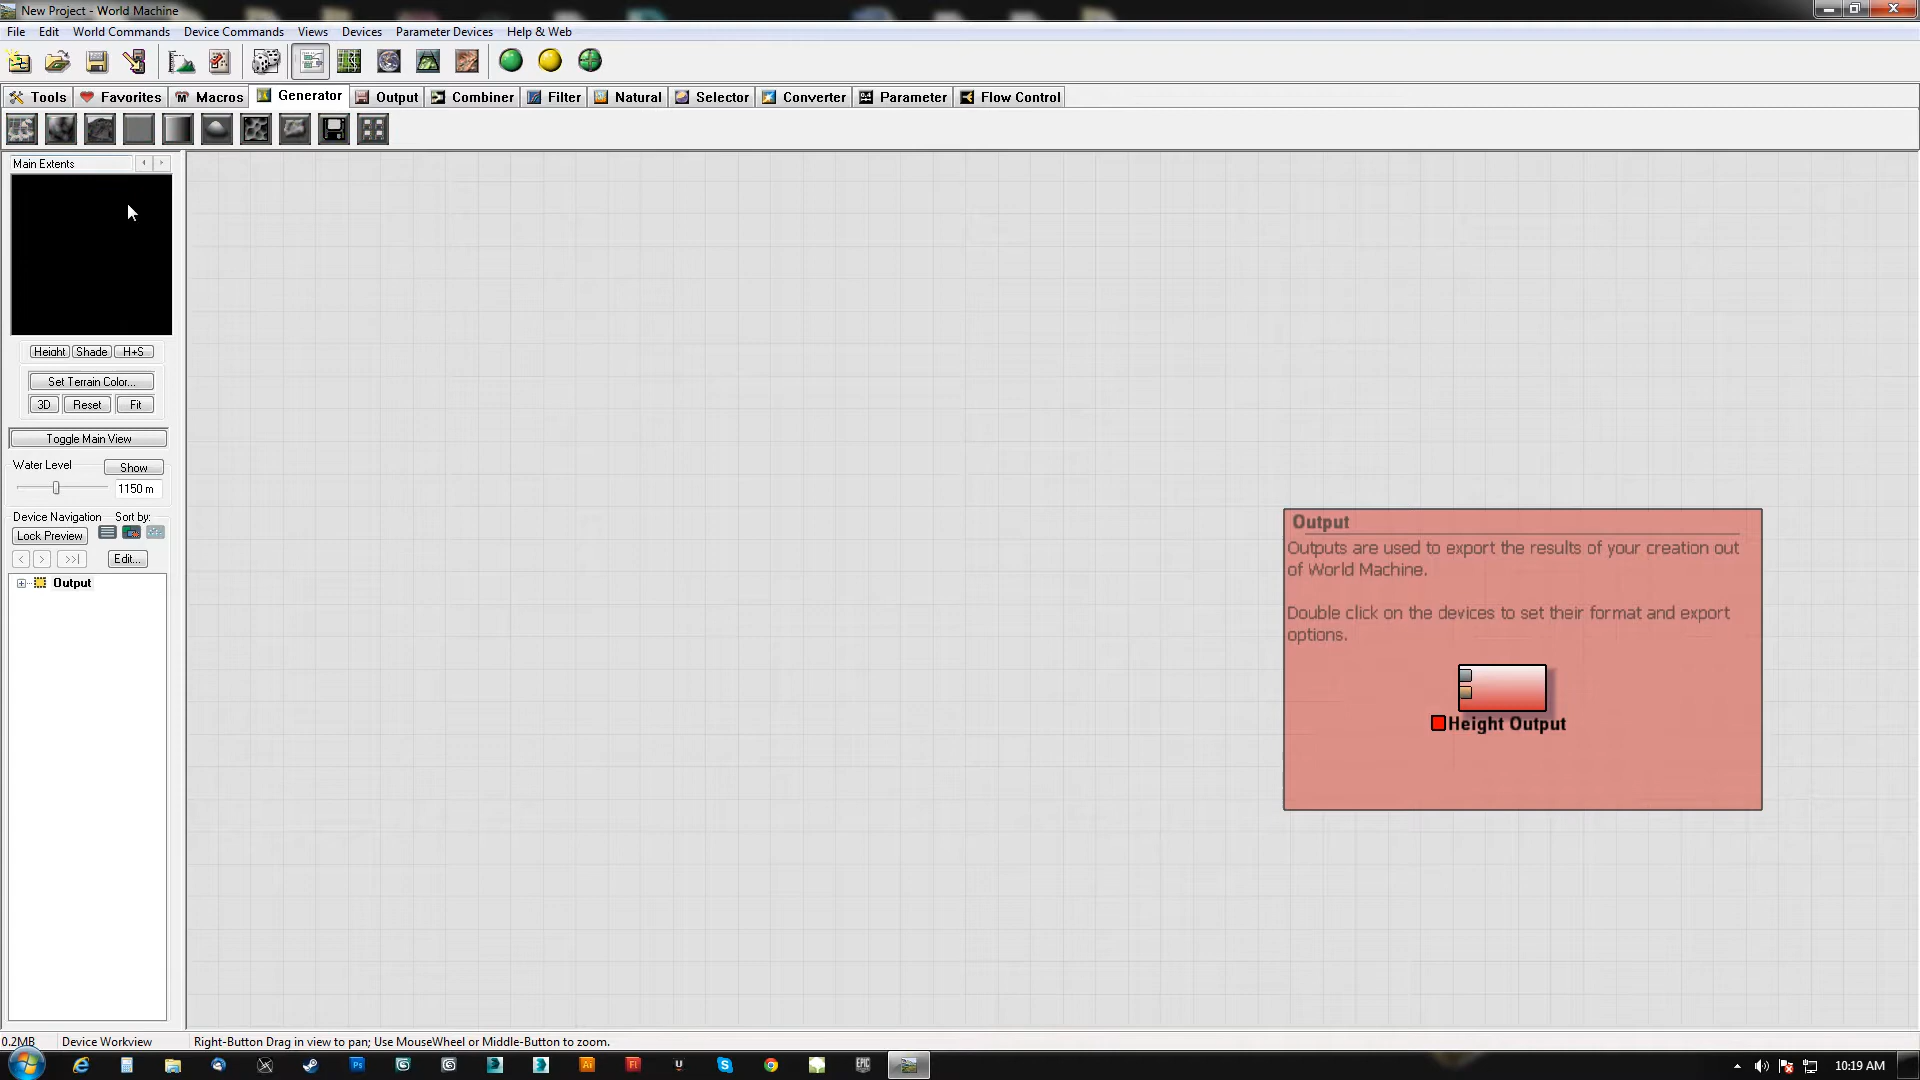 New Project - World Machine
File Edit World Commands Device Commands Views Devices Parameter Devices Help & Web
Tools Favorites Macros Generator Output Combiner Filter Natural Selector Converter Parameter Flow Control
Main Extents
Height Shade H+S
Set Terrain Color...
3D Reset Fit
Toggle Main View
Water Level Show
1150 m
Device Navigation Sort by:
Lock Preview
< > >>| Edit...
Output
Output
Outputs are used to export the results of your creation out
of World Machine.
Double click on the devices to set their format and export
options.
Height Output
0.2MB Device Workview Right-Button Drag in view to pan; Use MouseWheel or Middle-Button to zoom.
Ps Ai Fl EPIC 10:19 AM